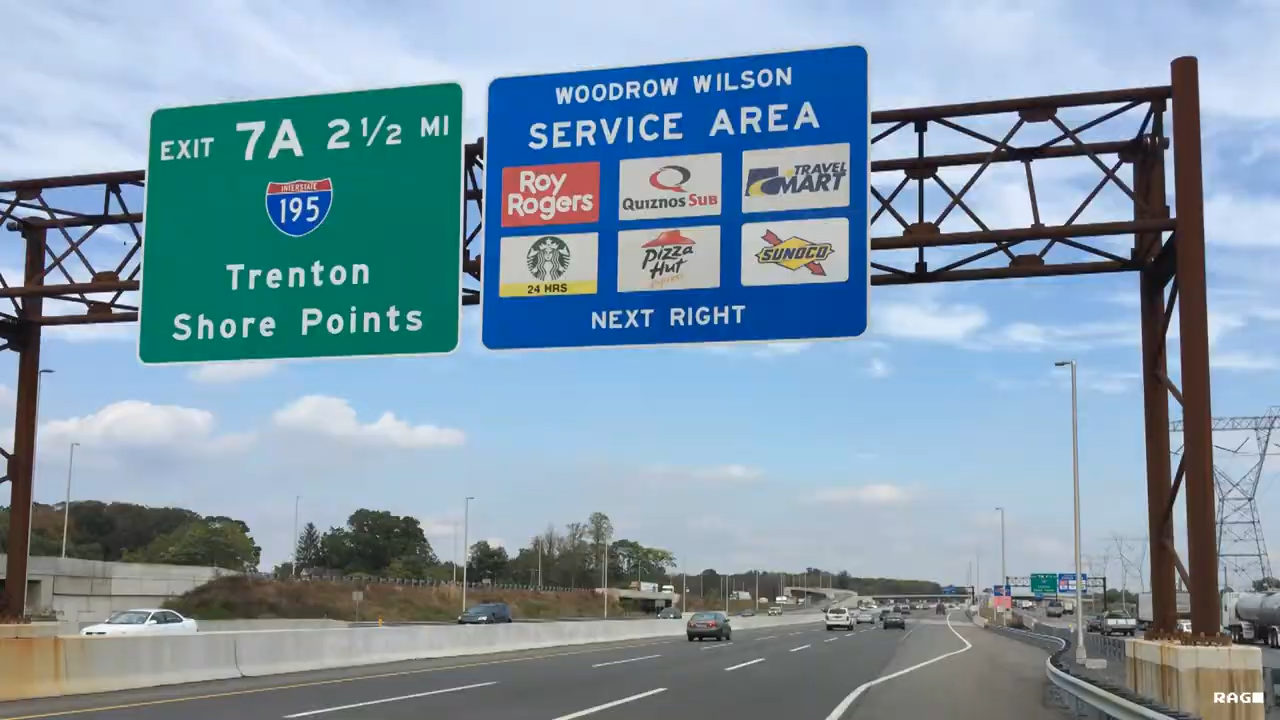 EXIT 7A 2 1/2 MI
INTERSTATE
195
Trenton
Shore Points
WOODROW WILSON
SERVICE AREA
Roy
Rogers
QUIZNOS SUB
TRAVEL
MART
24 HRS
Pizza
Hut
Express
SUNOCO
NEXT RIGHT
RAG